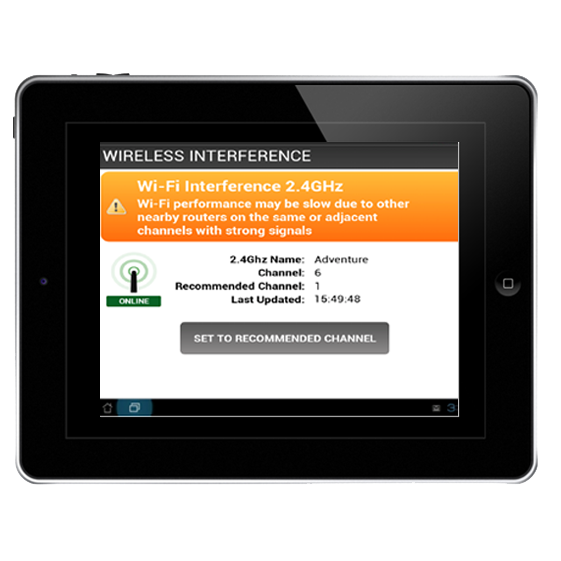 WIRELESS INTERFERENCE
Wi-Fi Interference 2.4GHz
Wi-Fi performance may be slow due to other
nearby routers on the same or adjacent
channels with strong signals
2.4Ghz Name: Adventure
Channel: 6
Recommended Channel: 1
Last Updated: 15:49:48
ONLINE
SET TO RECOMMENDED CHANNEL
3